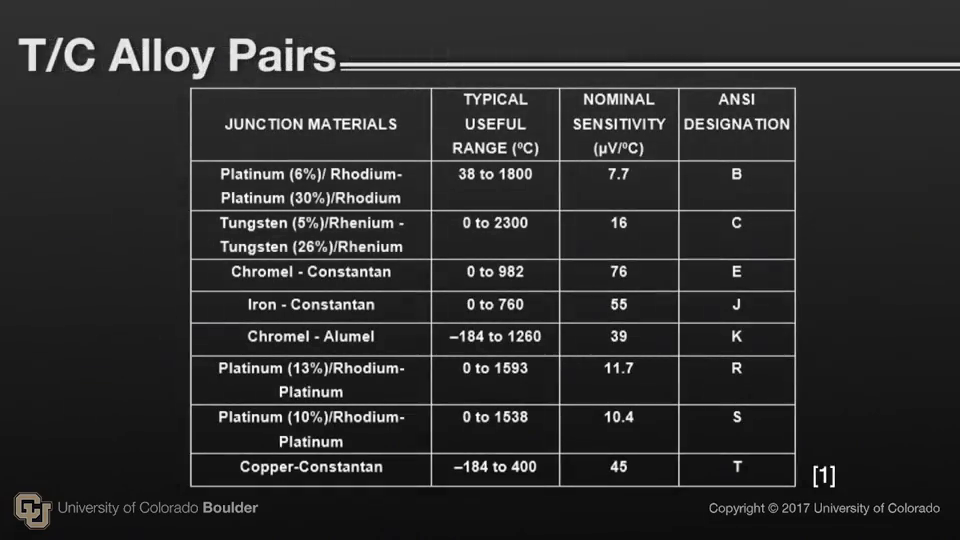 T/C Alloy Pairs
JUNCTION MATERIALS
TYPICAL
USEFUL
RANGE (ºC)
NOMINAL
SENSITIVITY
(µV/ºC)
ANSI
DESIGNATION
Platinum (6%)/ Rhodium-
Platinum (30%)/Rhodium
38 to 1800
7.7
B
Tungsten (5%)/Rhenium -
Tungsten (26%)/Rhenium
0 to 2300
16
C
Chromel - Constantan
0 to 982
76
E
Iron - Constantan
0 to 760
55
J
Chromel - Alumel
–184 to 1260
39
K
Platinum (13%)/Rhodium-
Platinum
0 to 1593
11.7
R
Platinum (10%)/Rhodium-
Platinum
0 to 1538
10.4
S
Copper-Constantan
–184 to 400
45
T
[1]
CU
University of Colorado Boulder
Copyright © 2017 University of Colorado